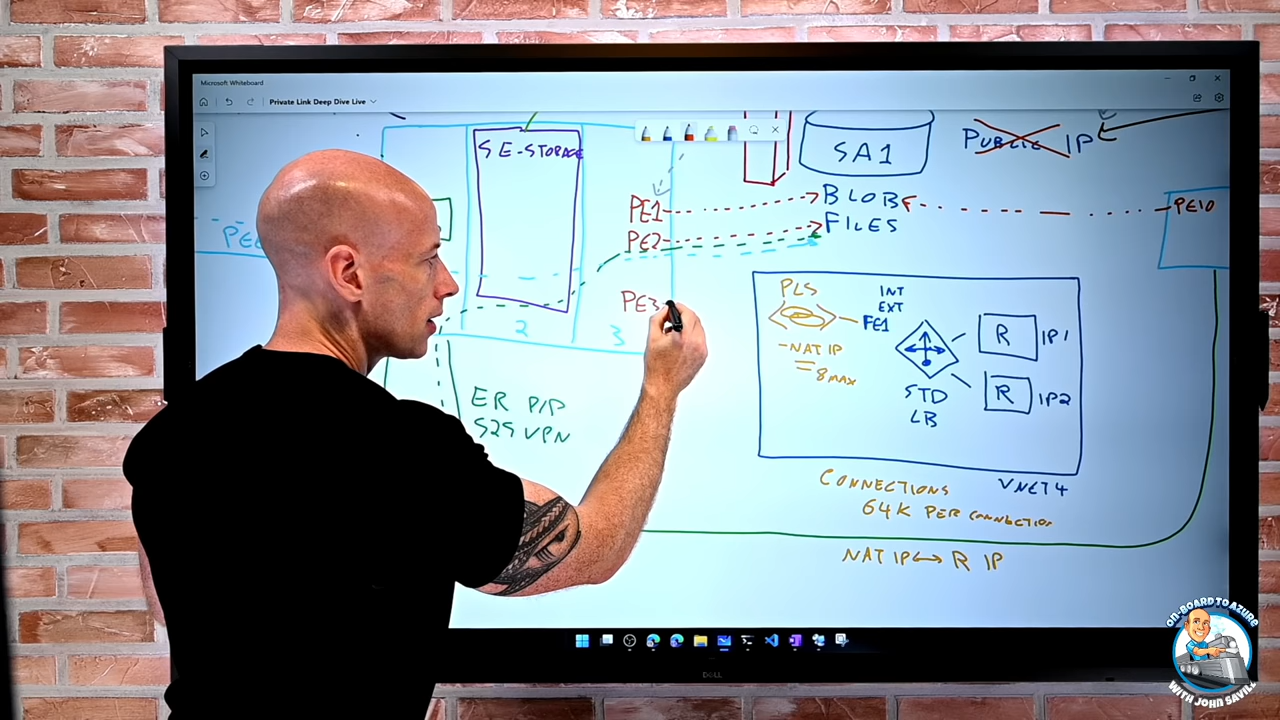 Microsoft Whiteboard
Private Link Deep Dive Live
SE-STORAGE
SA1
PUBLIC IP
PE1
BLOB
PE10
PE2
FILES
PE3
PLS
INT
EXT
FE1
-NAT IP
8 MAX
R
IP1
R
IP2
STD
LB
2
3
ER P/P
S2S VPN
CONNECTIONS
VNET4
64K PER CONNECTION
NAT IP ↔ R IP
DELL
ON-BOARD TO AZURE
WITH JOHN SAVILL